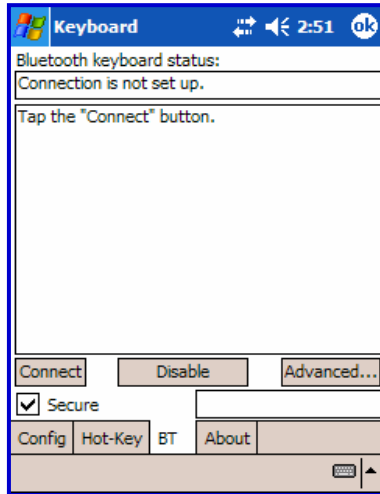 Keyboard 2:51 ok
Bluetooth keyboard status:
Connection is not set up.
Tap the "Connect" button.
Connect Disable Advanced...
Secure
Config Hot-Key BT About